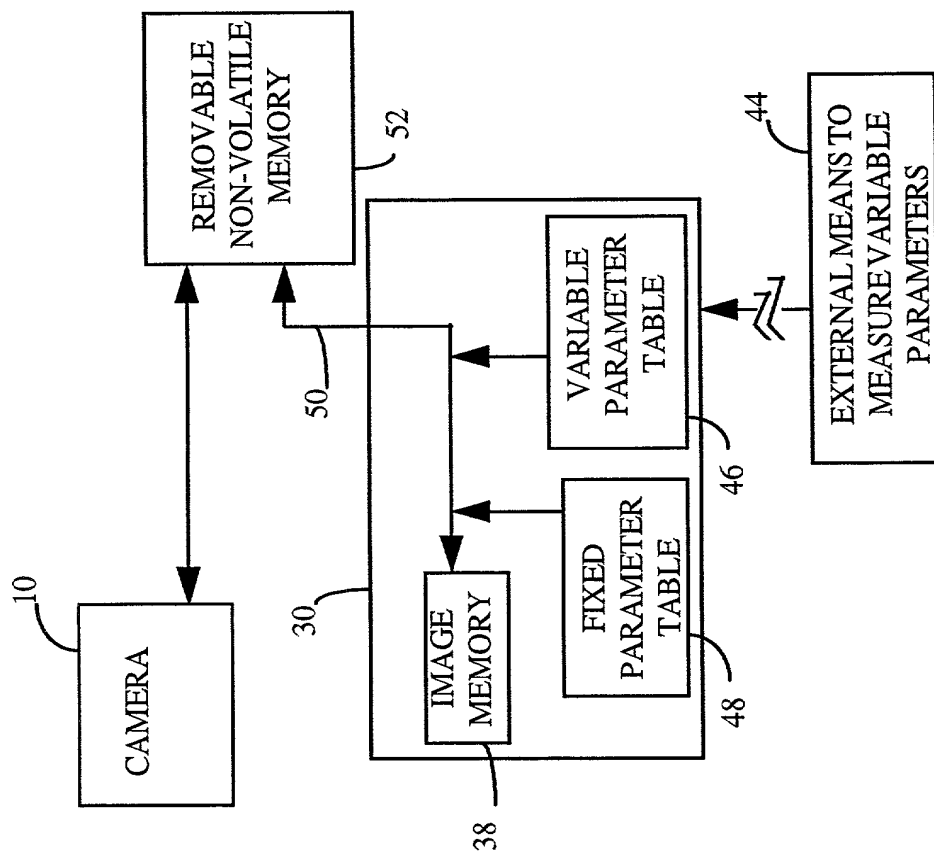 10
CAMERA
REMOVABLE
NON-VOLATILE
MEMORY
52
50
30
IMAGE
MEMORY
38
FIXED
PARAMETER
TABLE
48
VARIABLE
PARAMETER
TABLE
46
44
EXTERNAL MEANS TO
MEASURE VARIABLE
PARAMETERS